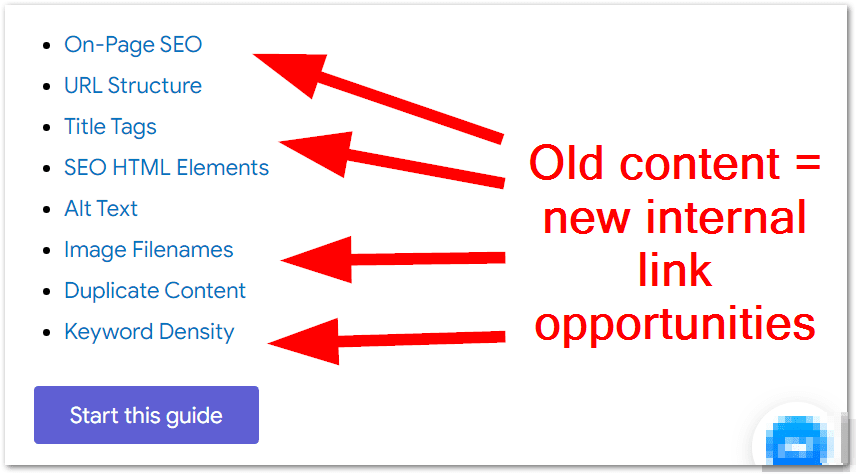 On-Page SEO
URL Structure
Title Tags
SEO HTML Elements
Alt Text
Image Filenames
Duplicate Content
Keyword Density
Start this guide
Old content =
new internal
link
opportunities